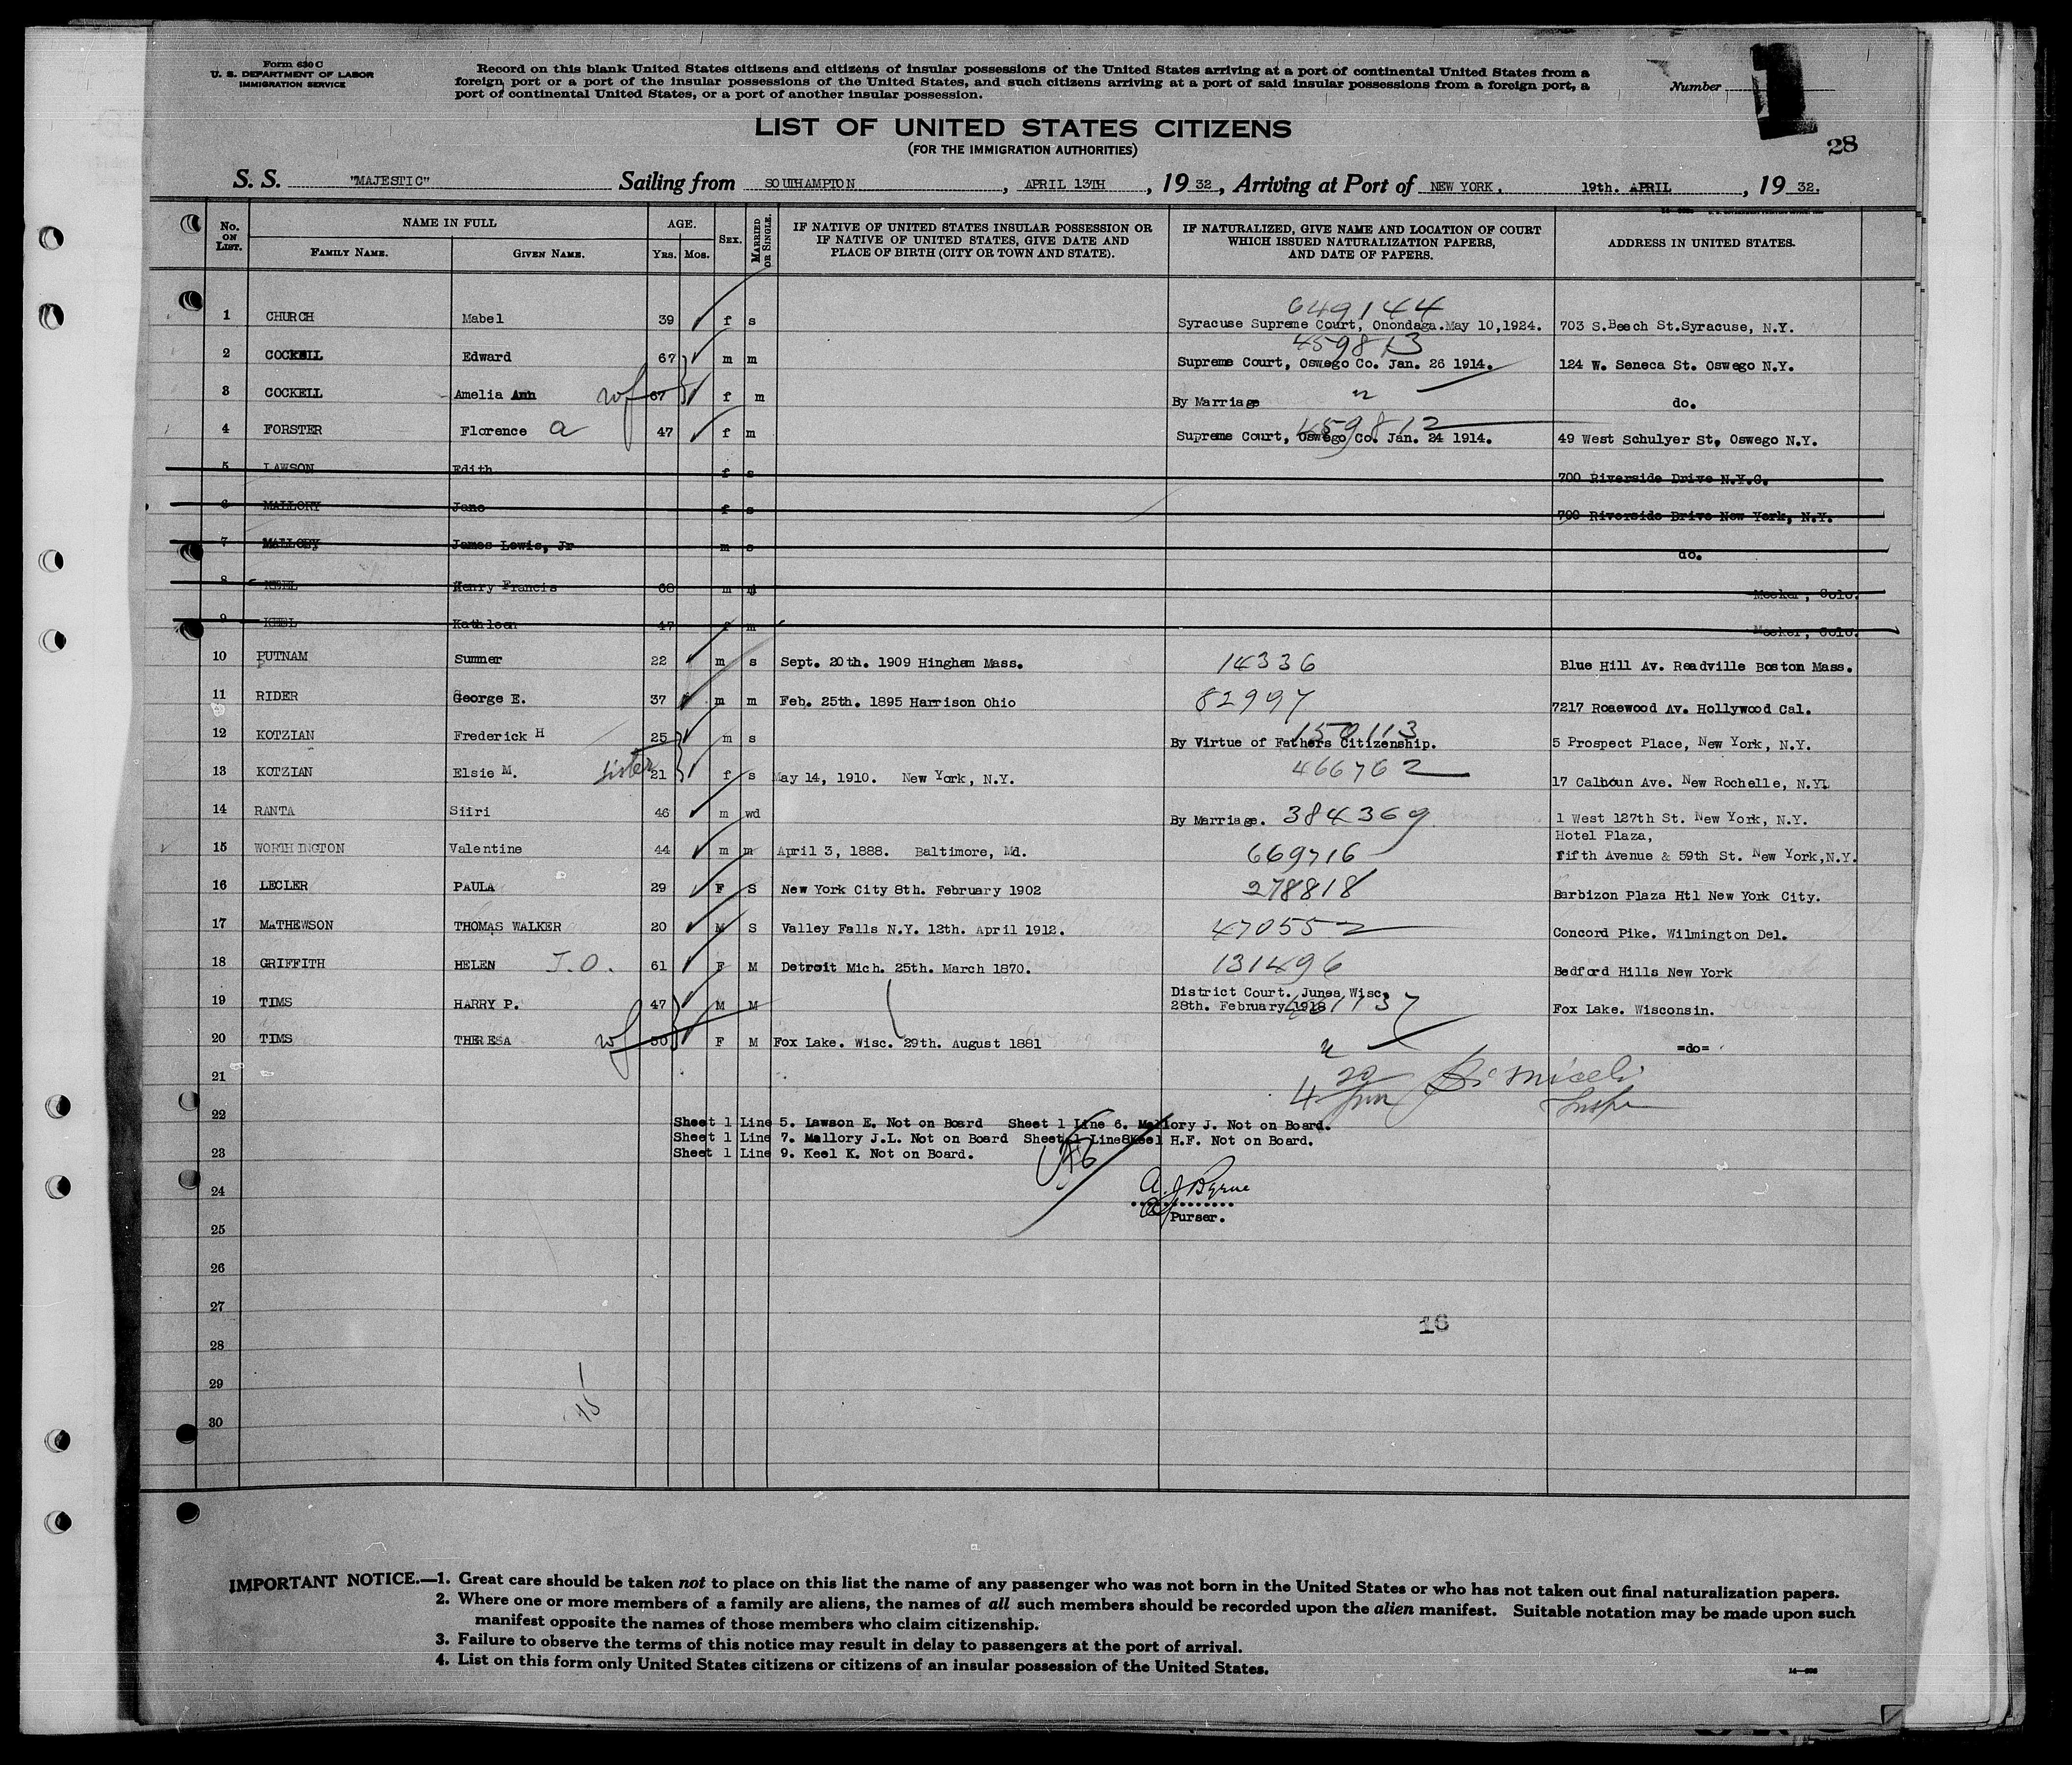 Form 630 C
U. S. DEPARTMENT OF LABOR
IMMIGRATION SERVICE
Record on this blank United States citizens and citizens of insular possessions of the United States arriving at a port of continental United States from a
foreign port or a port of the insular possessions of the United States, and such citizens arriving at a port of said insular possessions from a foreign port, a
port of continental United States, or a port of another insular possession.
Number
1
28
LIST OF UNITED STATES CITIZENS
(FOR THE IMMIGRATION AUTHORITIES)
S. S. "MAJESTIC" Sailing from SOUTHAMPTON, APRIL 13TH, 1932, Arriving at Port of NEW YORK. 19th. APRIL, 1932.
No. ON LIST. NAME IN FULL FAMILY NAME. GIVEN NAME. AGE. YRS. MOS. SEX. MARRIED OR SINGLE. IF NATIVE OF UNITED STATES INSULAR POSSESSION OR IF NATIVE OF UNITED STATES, GIVE DATE AND PLACE OF BIRTH (CITY OR TOWN AND STATE). IF NATURALIZED, GIVE NAME AND LOCATION OF COURT WHICH ISSUED NATURALIZATION PAPERS, AND DATE OF PAPERS. ADDRESS IN UNITED STATES.
649144
1 CHURCH Mabel 39 f s Syracuse Supreme Court, Onondaga.May 10,1924. 703 S.Beech St.Syracuse, N.Y.
459813
2 COCKELL Edward 67 m m Supreme Court, Oswego Co. Jan. 26 1914. 124 W. Seneca St. Oswego N.Y.
3 COCKELL Amelia Ann wf 67 f m By Marriage " do.
459812
4 FORSTER Florence a 47 f m Supreme Court, Oswego Co. Jan. 24 1914. 49 West Schulyer St, Oswego N.Y.
5 LAWSON Edith f s 700 Riverside Drive N.Y.C.
6 MALLORY Jane f s 700 Riverside Drive New York, N.Y.
7 MALLORY James Lewis, Jr m s do.
8 KEEL Henry Francis 68 m m Meeker, Colo.
9 KEEL Kathleen 47 f m Meeker, Colo.
10 PUTNAM Sumner 22 m s Sept. 20th. 1909 Hingham Mass. 14336 Blue Hill Av. Readville Boston Mass.
11 RIDER George E. 37 m m Feb. 25th. 1895 Harrison Ohio 82997 7217 Rosewood Av. Hollywood Cal.
150113
12 KOTZIAN Frederick H 25 m s By Virtue of Fathers Citizenship. 5 Prospect Place, New York, N.Y.
13 KOTZIAN Elsie M. Sister 21 f s May 14, 1910. New York, N.Y. 466762 17 Calhoun Ave. New Rochelle, N.Y.
14 RANTA Siiri 46 m wd By Marriage. 384369 1 West 127th St. New York, N.Y.
Hotel Plaza,
15 WORTHINGTON Valentine 44 m m April 3, 1888. Baltimore, Md. 669716 Fifth Avenue & 59th St. New York,N.Y.
16 LECLER PAULA 29 F S New York City 8th. February 1902 278818 Barbizon Plaza Htl New York City.
17 MATHEWSON THOMAS WALKER 20 M S Valley Falls N.Y. 12th. April 1912. 470552 Concord Pike. Wilmington Del.
18 GRIFFITH HELEN J.O. 61 F M Detroit Mich. 25th. March 1870. 131496 Bedford Hills New York
District Court. Junea Wisc.
19 TIMS HARRY P. 47 M M 28th. February 1918 Fox Lake. Wisconsin.
20 TIMS THERESA wf 50 F M Fox Lake. Wisc. 29th. August 1881 " =do=
21
22
Sheet 1 Line 5. Lawson E. Not on Board Sheet 1 Line 6. Mallory J. Not on Board.
Sheet 1 Line 7. Mallory J.L. Not on Board Sheet 1 Line 8 Keel H.F. Not on Board.
23 Sheet 1 Line 9. Keel K. Not on Board.
24 A. J Byrne
Purser.
25
26
27
16
28
29
30
15
IMPORTANT NOTICE.—1. Great care should be taken not to place on this list the name of any passenger who was not born in the United States or who has not taken out final naturalization papers.
2. Where one or more members of a family are aliens, the names of all such members should be recorded upon the alien manifest. Suitable notation may be made upon such
manifest opposite the names of those members who claim citizenship.
3. Failure to observe the terms of this notice may result in delay to passengers at the port of arrival.
4. List on this form only United States citizens or citizens of an insular possession of the United States.